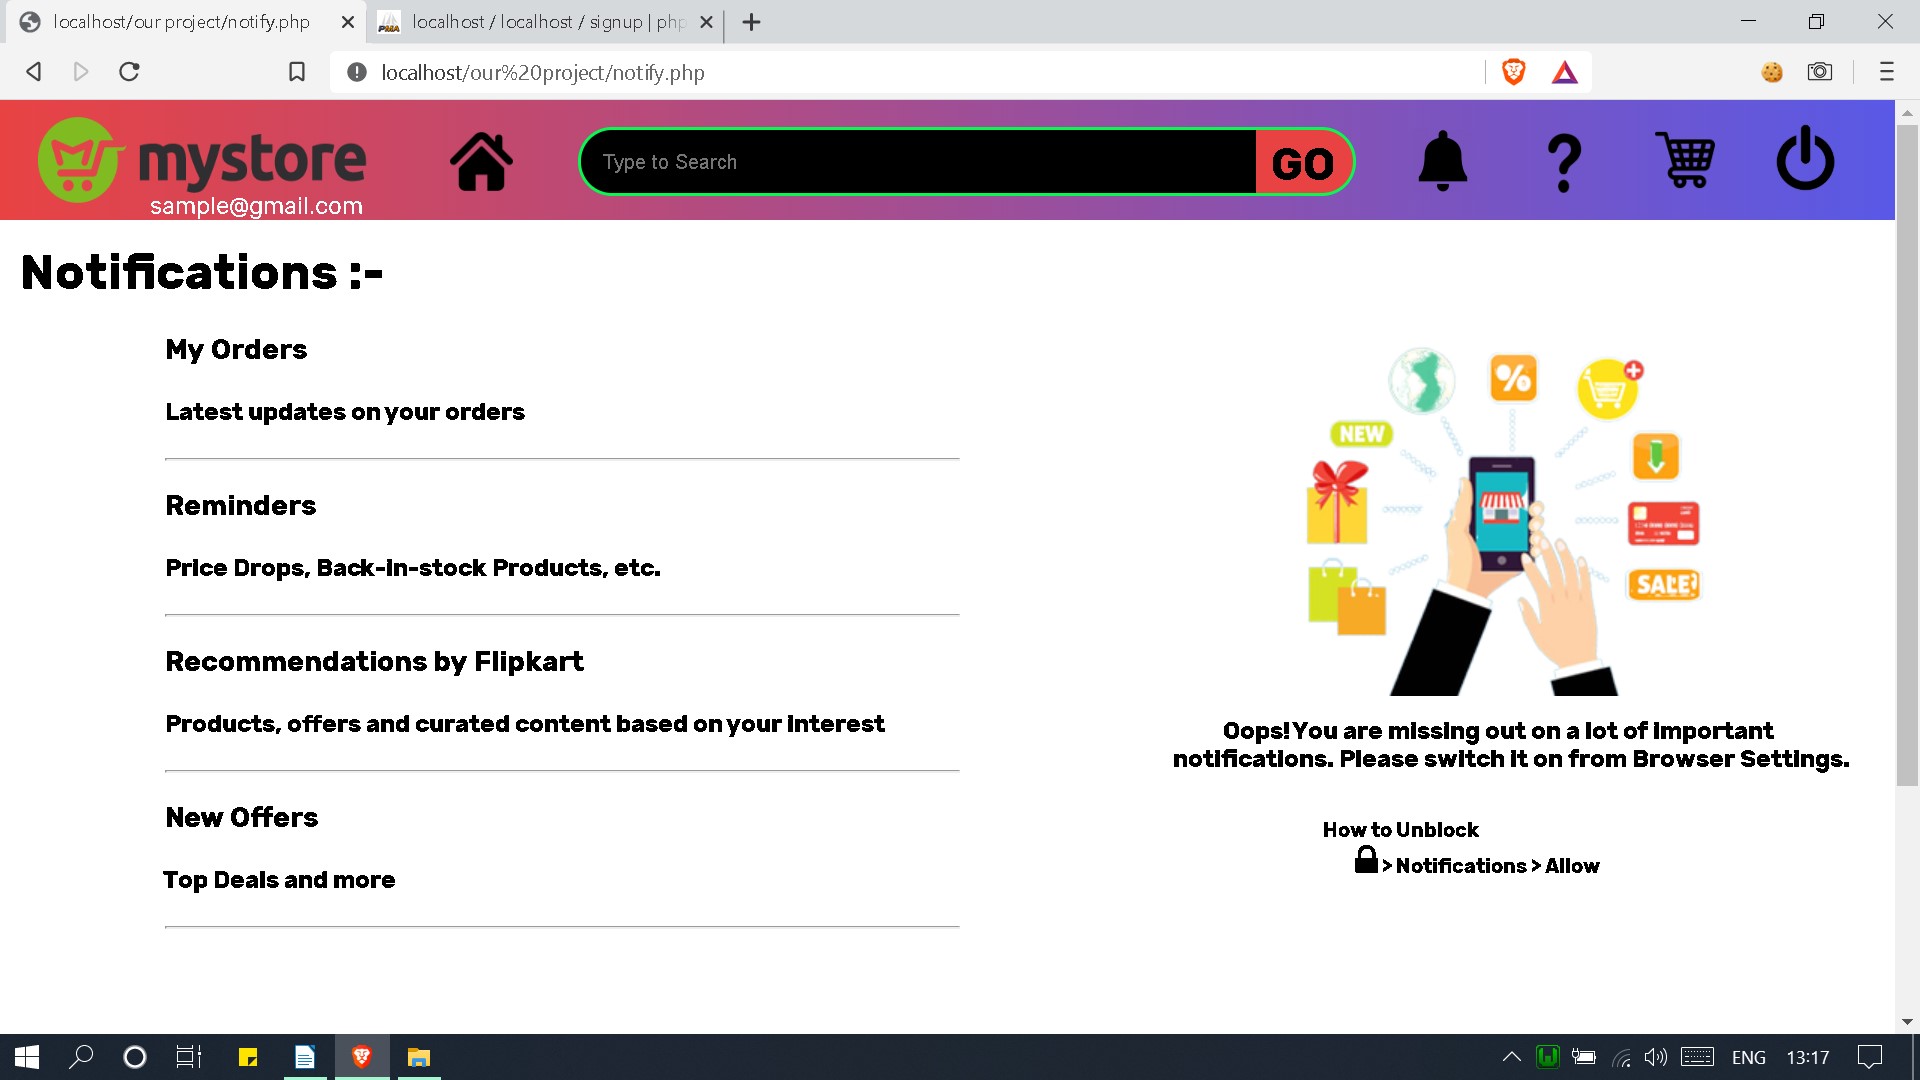 localhost/our project/notify.php
localhost / localhost / signup | php
localhost/our%20project/notify.php
mystore
sample@gmail.com
Type to Search
GO
Notifications :-
My Orders
Latest updates on your orders
Reminders
Price Drops, Back-in-stock Products, etc.
Recommendations by Flipkart
Products, offers and curated content based on your interest
New Offers
Top Deals and more
%
NEW
SALE!
Oops!You are missing out on a lot of important
notifications. Please switch it on from Browser Settings.
How to Unblock
> Notifications > Allow
ENG
13:17